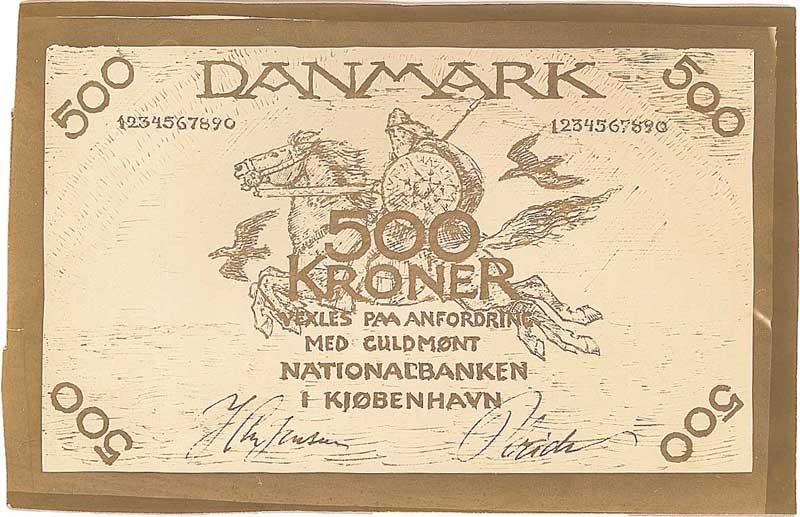 500 DANMARK 500
1234567890 1234567890
500
KRONER
VEXLES PAA ANFORDRING
MED GULDMØNT
NATIONALBANKEN
I KJØBENHAVN
500 500